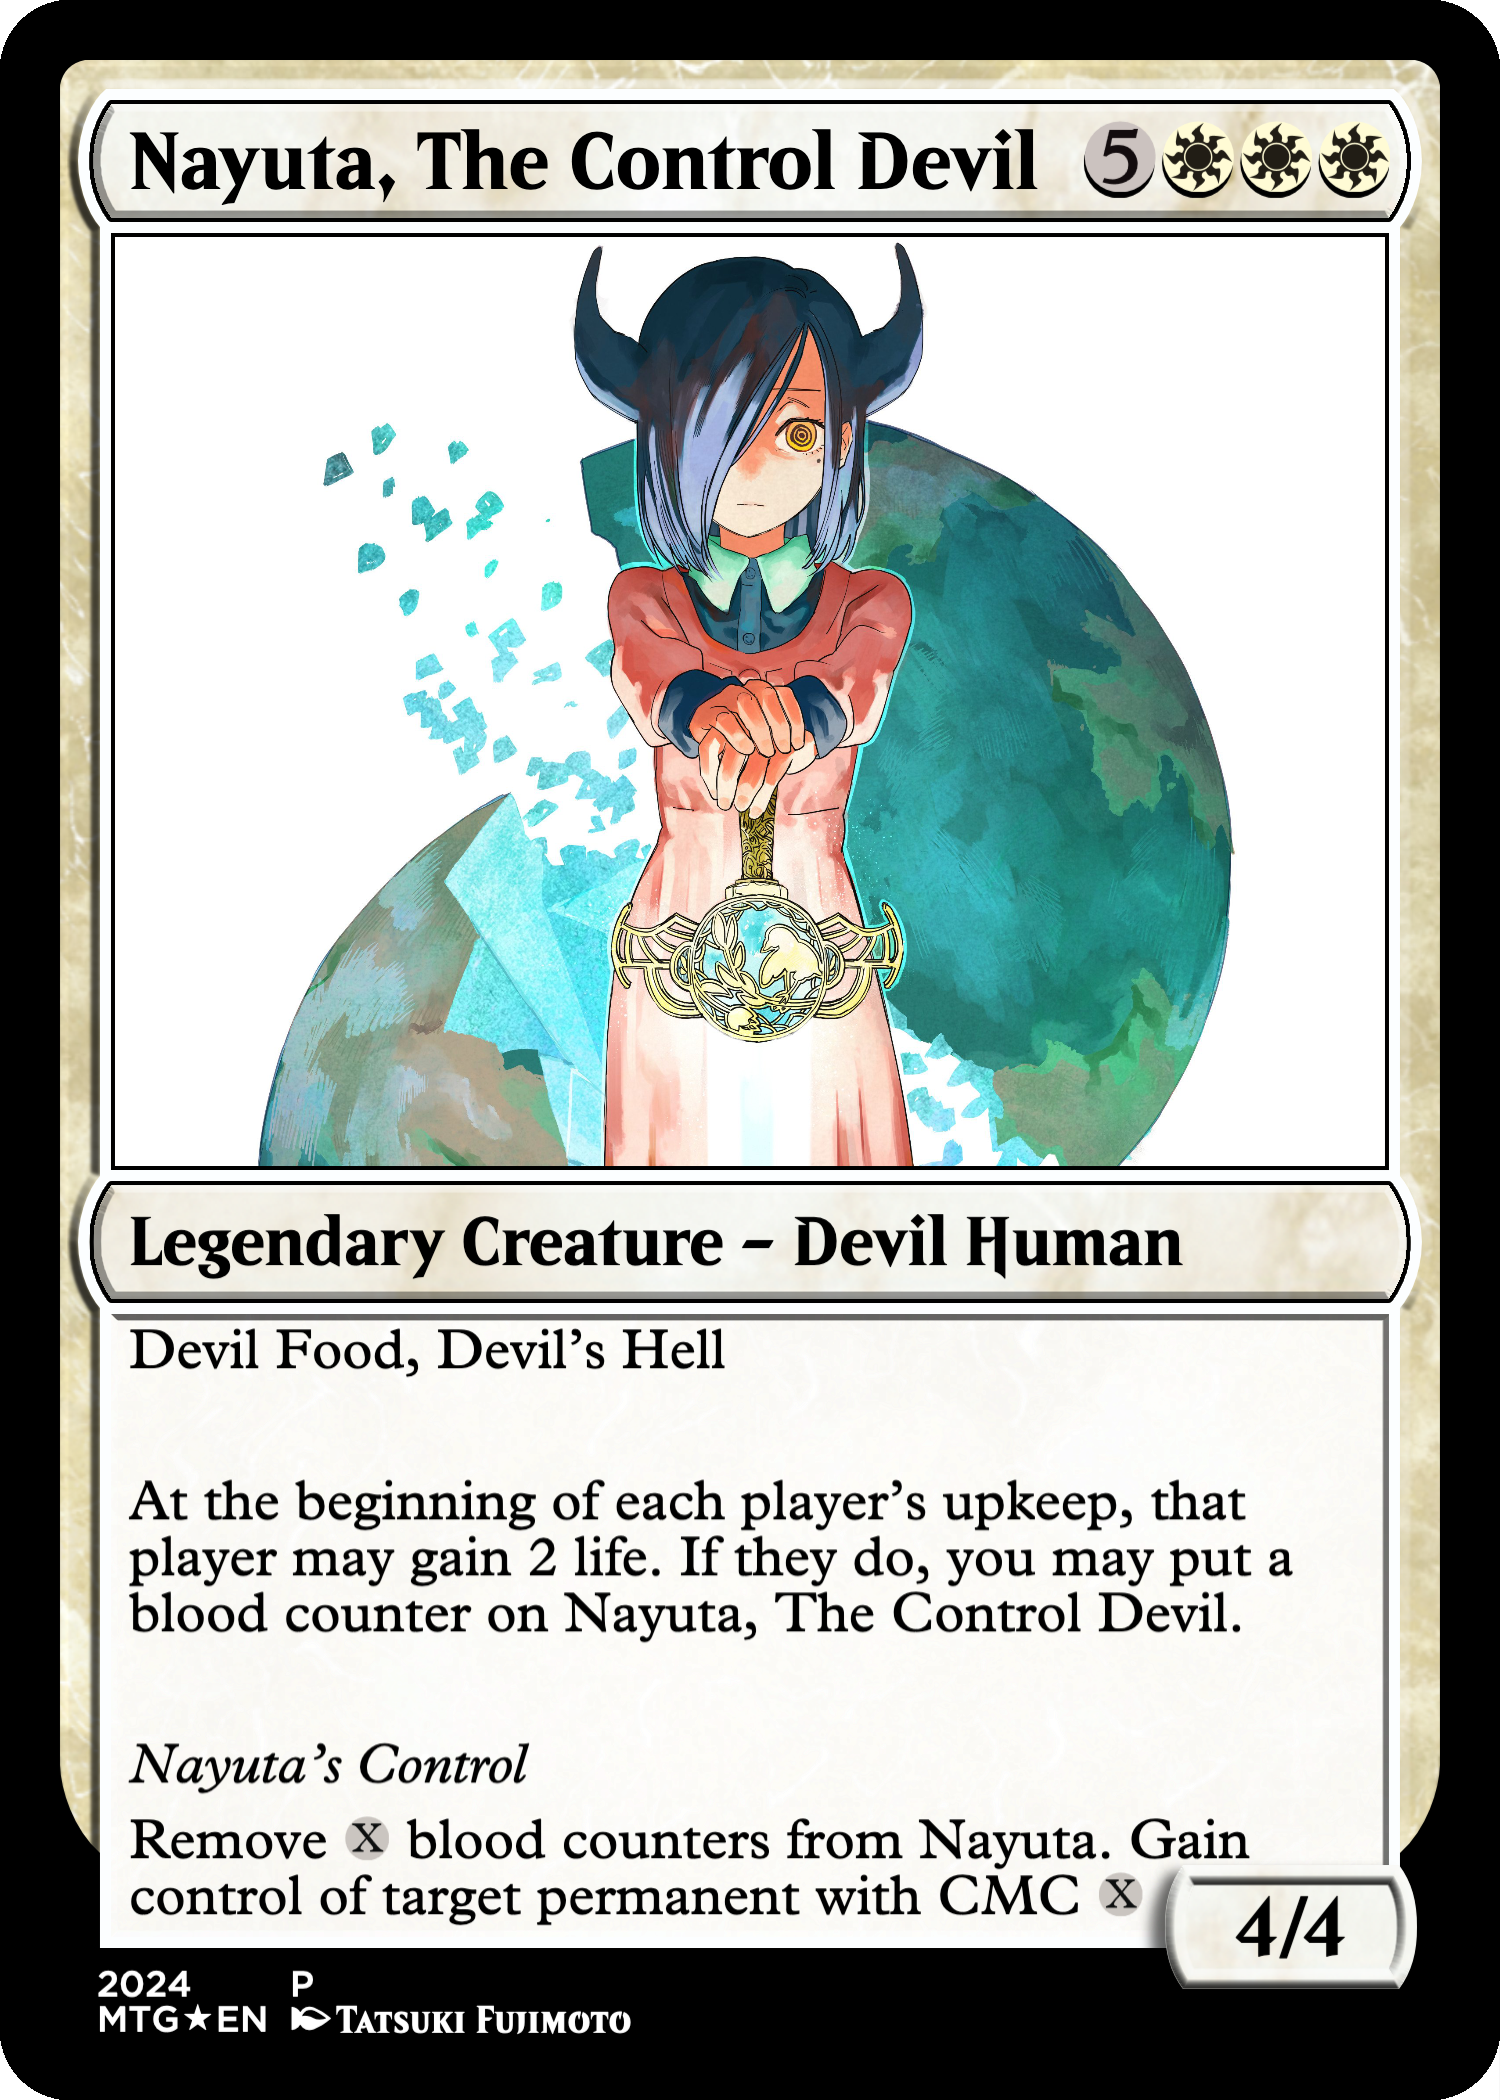 Nayuta, The Control Devil 5
Legendary Creature – Devil Human
Devil Food, Devil’s Hell
At the beginning of each player’s upkeep, that
player may gain 2 life. If they do, you may put a
blood counter on Nayuta, The Control Devil.
Nayuta’s Control
Remove X blood counters from Nayuta. Gain
control of target permanent with CMC X
4/4
2024 P
MTG★EN Tatsuki Fujimoto